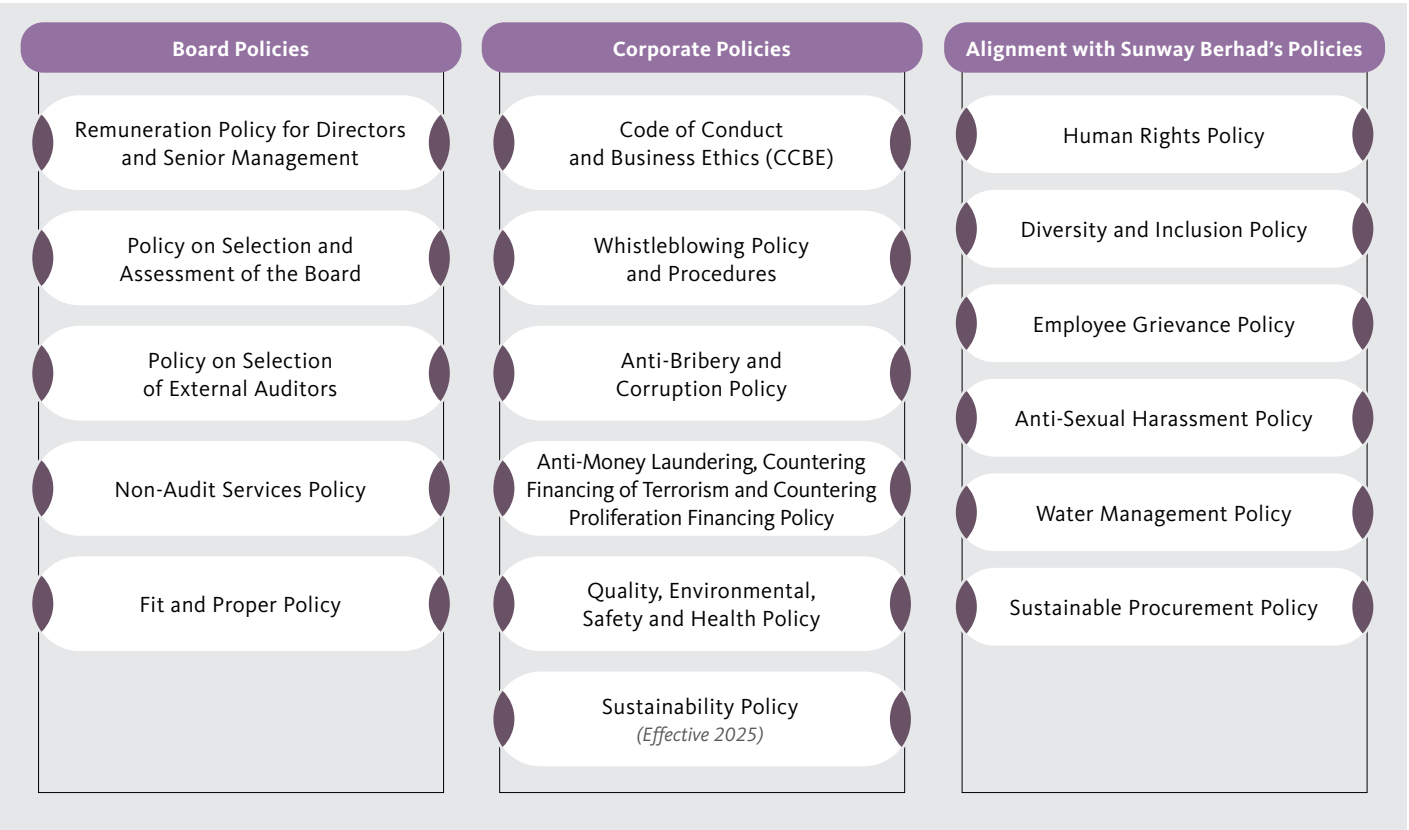 Board Policies
Remuneration Policy for Directors
and Senior Management
Policy on Selection and
Assessment of the Board
Policy on Selection
of External Auditors
Non-Audit Services Policy
Fit and Proper Policy
Corporate Policies
Code of Conduct
and Business Ethics (CCBE)
Whistleblowing Policy
and Procedures
Anti-Bribery and
Corruption Policy
Anti-Money Laundering, Countering
Financing of Terrorism and Countering
Proliferation Financing Policy
Quality, Environmental,
Safety and Health Policy
Sustainability Policy
(Effective 2025)
Alignment with Sunway Berhad’s Policies
Human Rights Policy
Diversity and Inclusion Policy
Employee Grievance Policy
Anti-Sexual Harassment Policy
Water Management Policy
Sustainable Procurement Policy